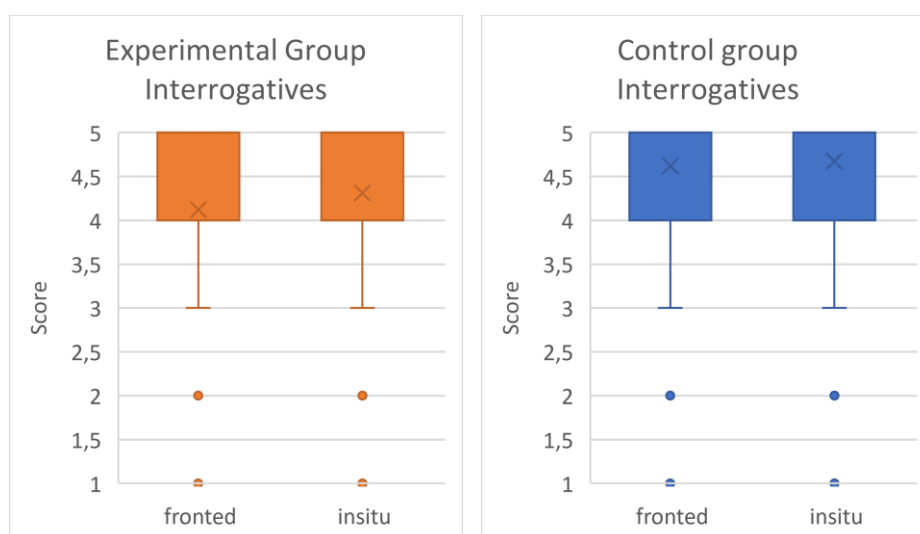 Experimental Group
Interrogatives
5
4,5
4
3,5
3
2,5
2
1,5
1
Score
fronted insitu
Control group
Interrogatives
5
4,5
4
3,5
3
2,5
2
1,5
1
Score
fronted insitu